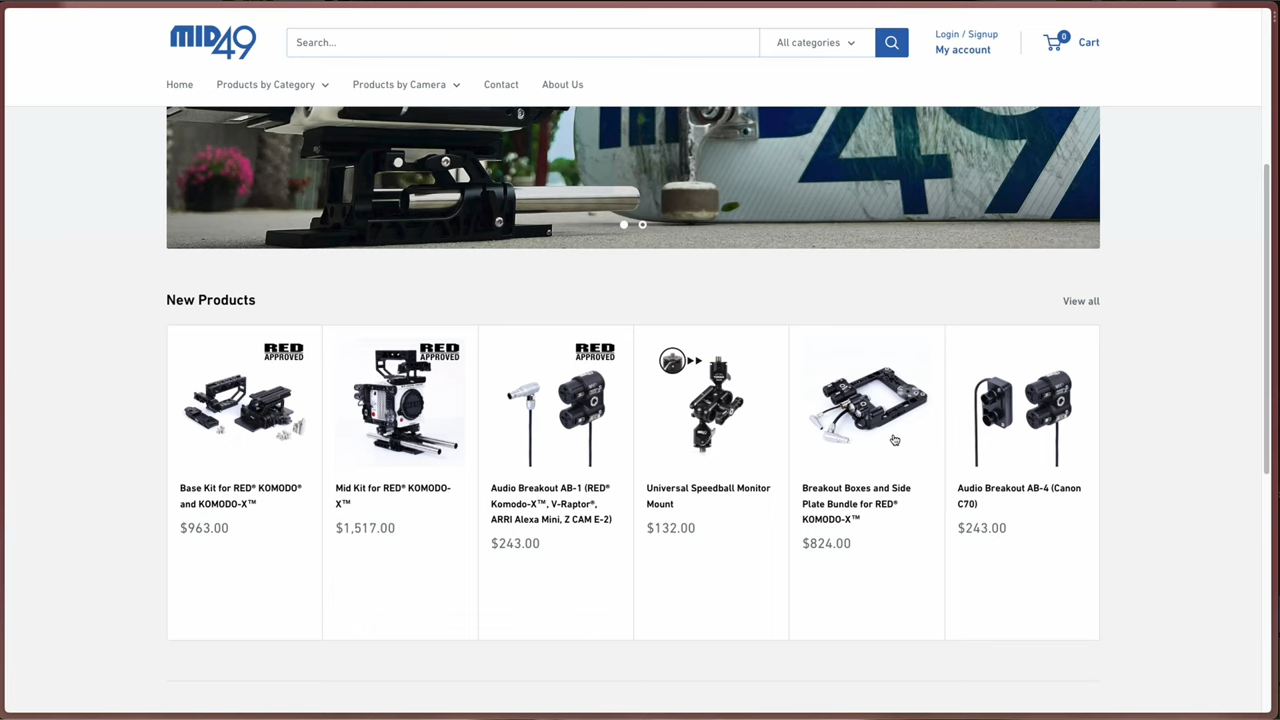 MID49
Search...
All categories
Login / Signup
My account
0
Cart
Home
Products by Category
Products by Camera
Contact
About Us
MID49
New Products
View all
RED
APPROVED
RED
APPROVED
RED
APPROVED
Base Kit for RED® KOMODO®
and KOMODO-X™
$963.00
Mid Kit for RED® KOMODO-
X™
$1,517.00
Audio Breakout AB-1 (RED®
Komodo-X™, V-Raptor®,
ARRI Alexa Mini, Z CAM E-2)
$243.00
Universal Speedball Monitor
Mount
$132.00
Breakout Boxes and Side
Plate Bundle for RED®
KOMODO-X™
$824.00
Audio Breakout AB-4 (Canon
C70)
$243.00